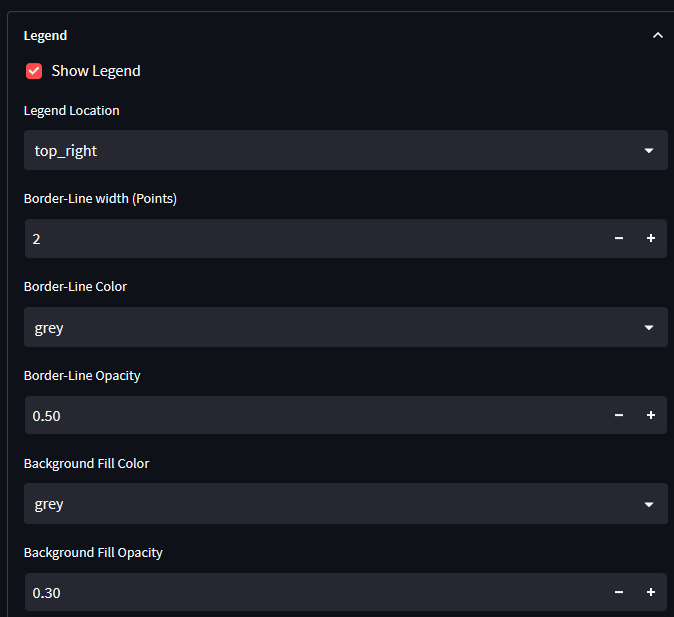 Legend
Show Legend
Legend Location
top_right
Border-Line width (Points)
2
Border-Line Color
grey
Border-Line Opacity
0.50
Background Fill Color
grey
Background Fill Opacity
0.30